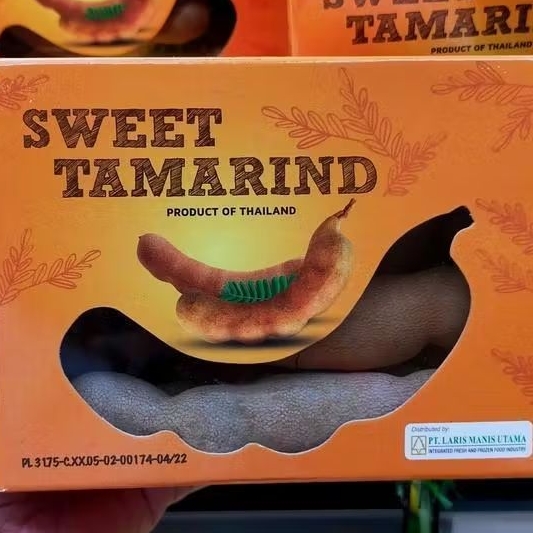 TAMARI
PRODUCT OF THAILAND
SWEET
TAMARIND
PRODUCT OF THAILAND
PL 3175-C.XX.05-02-00174-04/22
Distributed by:
PT. LARIS MANIS UTAMA
INTEGRATED FRESH AND FROZEN FOOD INDUSTRY